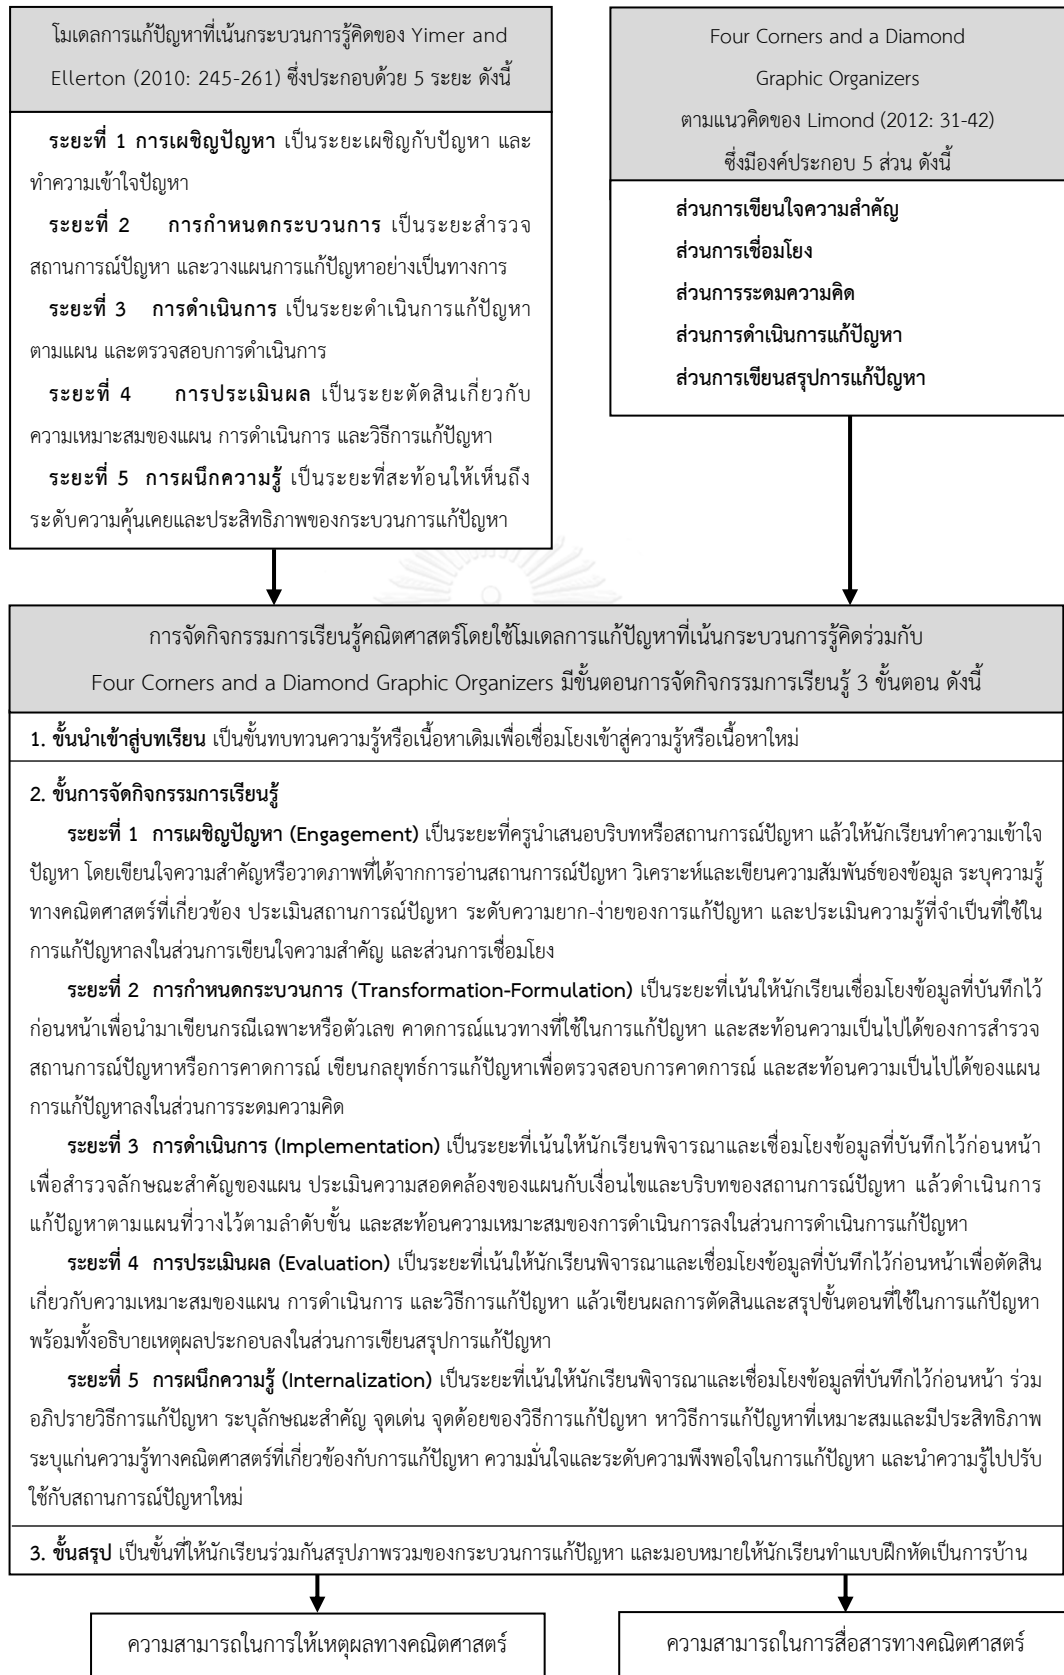 โมเดลการแก้ปัญหาที่เน้นกระบวนการรู้คิดของ Yimer and
Ellerton (2010: 245-261) ซึ่งประกอบด้วย 5 ระยะ ดังนี้
ระยะที่ 1 การเผชิญปัญหา เป็นระยะเผชิญกับปัญหา และ
ทำความเข้าใจปัญหา
ระยะที่ 2 การกำหนดกระบวนการ เป็นระยะสำรวจ
สถานการณ์ปัญหา และวางแผนการแก้ปัญหาอย่างเป็นทางการ
ระยะที่ 3 การดำเนินการ เป็นระยะดำเนินการแก้ปัญหา
ตามแผน และตรวจสอบการดำเนินการ
ระยะที่ 4 การประเมินผล เป็นระยะตัดสินเกี่ยวกับ
ความเหมาะสมของแผน การดำเนินการ และวิธีการแก้ปัญหา
ระยะที่ 5 การผนึกความรู้ เป็นระยะที่สะท้อนให้เห็นถึง
ระดับความคุ้นเคยและประสิทธิภาพของกระบวนการแก้ปัญหา
Four Corners and a Diamond
Graphic Organizers
ตามแนวคิดของ Limond (2012: 31-42)
ซึ่งมีองค์ประกอบ 5 ส่วน ดังนี้
ส่วนการเขียนใจความสำคัญ
ส่วนการเชื่อมโยง
ส่วนการระดมความคิด
ส่วนการดำเนินการแก้ปัญหา
ส่วนการเขียนสรุปการแก้ปัญหา
การจัดกิจกรรมการเรียนรู้คณิตศาสตร์โดยใช้โมเดลการแก้ปัญหาที่เน้นกระบวนการรู้คิดร่วมกับ
Four Corners and a Diamond Graphic Organizers มีขั้นตอนการจัดกิจกรรมการเรียนรู้ 3 ขั้นตอน ดังนี้
1. ขั้นนำเข้าสู่บทเรียน เป็นขั้นทบทวนความรู้หรือเนื้อหาเดิมเพื่อเชื่อมโยงเข้าสู่ความรู้หรือเนื้อหาใหม่
2. ขั้นการจัดกิจกรรมการเรียนรู้
ระยะที่ 1 การเผชิญปัญหา (Engagement) เป็นระยะที่ครูนำเสนอบริบทหรือสถานการณ์ปัญหา แล้วให้นักเรียนทำความเข้าใจ
ปัญหา โดยเขียนใจความสำคัญหรือวาดภาพที่ได้จากการอ่านสถานการณ์ปัญหา วิเคราะห์และเขียนความสัมพันธ์ของข้อมูล ระบุความรู้
ทางคณิตศาสตร์ที่เกี่ยวข้อง ประเมินสถานการณ์ปัญหา ระดับความยาก-ง่ายของการแก้ปัญหา และประเมินความรู้ที่จำเป็นที่ใช้ใน
การแก้ปัญหาลงในส่วนการเขียนใจความสำคัญ และส่วนการเชื่อมโยง
ระยะที่ 2 การกำหนดกระบวนการ (Transformation-Formulation) เป็นระยะที่เน้นให้นักเรียนเชื่อมโยงข้อมูลที่บันทึกไว้
ก่อนหน้าเพื่อนำมาเขียนกรณีเฉพาะหรือตัวเลข คาดการณ์แนวทางที่ใช้ในการแก้ปัญหา และสะท้อนความเป็นไปได้ของการสำรวจ
สถานการณ์ปัญหาหรือการคาดการณ์ เขียนกลยุทธ์การแก้ปัญหาเพื่อตรวจสอบการคาดการณ์ และสะท้อนความเป็นไปได้ของแผน
การแก้ปัญหาลงในส่วนการระดมความคิด
ระยะที่ 3 การดำเนินการ (Implementation) เป็นระยะที่เน้นให้นักเรียนพิจารณาและเชื่อมโยงข้อมูลที่บันทึกไว้ก่อนหน้า
เพื่อสำรวจลักษณะสำคัญของแผน ประเมินความสอดคล้องของแผนกับเงื่อนไขและบริบทของสถานการณ์ปัญหา แล้วดำเนินการ
แก้ปัญหาตามแผนที่วางไว้ตามลำดับขั้น และสะท้อนความเหมาะสมของการดำเนินการลงในส่วนการดำเนินการแก้ปัญหา
ระยะที่ 4 การประเมินผล (Evaluation) เป็นระยะที่เน้นให้นักเรียนพิจารณาและเชื่อมโยงข้อมูลที่บันทึกไว้ก่อนหน้าเพื่อตัดสิน
เกี่ยวกับความเหมาะสมของแผน การดำเนินการ และวิธีการแก้ปัญหา แล้วเขียนผลการตัดสินและสรุปขั้นตอนที่ใช้ในการแก้ปัญหา
พร้อมทั้งอธิบายเหตุผลประกอบลงในส่วนการเขียนสรุปการแก้ปัญหา
ระยะที่ 5 การผนึกความรู้ (Internalization) เป็นระยะที่เน้นให้นักเรียนพิจารณาและเชื่อมโยงข้อมูลที่บันทึกไว้ก่อนหน้า ร่วม
อภิปรายวิธีการแก้ปัญหา ระบุลักษณะสำคัญ จุดเด่น จุดด้อยของวิธีการแก้ปัญหา หาวิธีการแก้ปัญหาที่เหมาะสมและมีประสิทธิภาพ
ระบุแก่นความรู้ทางคณิตศาสตร์ที่เกี่ยวข้องกับการแก้ปัญหา ความมั่นใจและระดับความพึงพอใจในการแก้ปัญหา และนำความรู้ไปปรับ
ใช้กับสถานการณ์ปัญหาใหม่
3. ขั้นสรุป เป็นขั้นที่ให้นักเรียนร่วมกันสรุปภาพรวมของกระบวนการแก้ปัญหา และมอบหมายให้นักเรียนทำแบบฝึกหัดเป็นการบ้าน
ความสามารถในการให้เหตุผลทางคณิตศาสตร์
ความสามารถในการสื่อสารทางคณิตศาสตร์